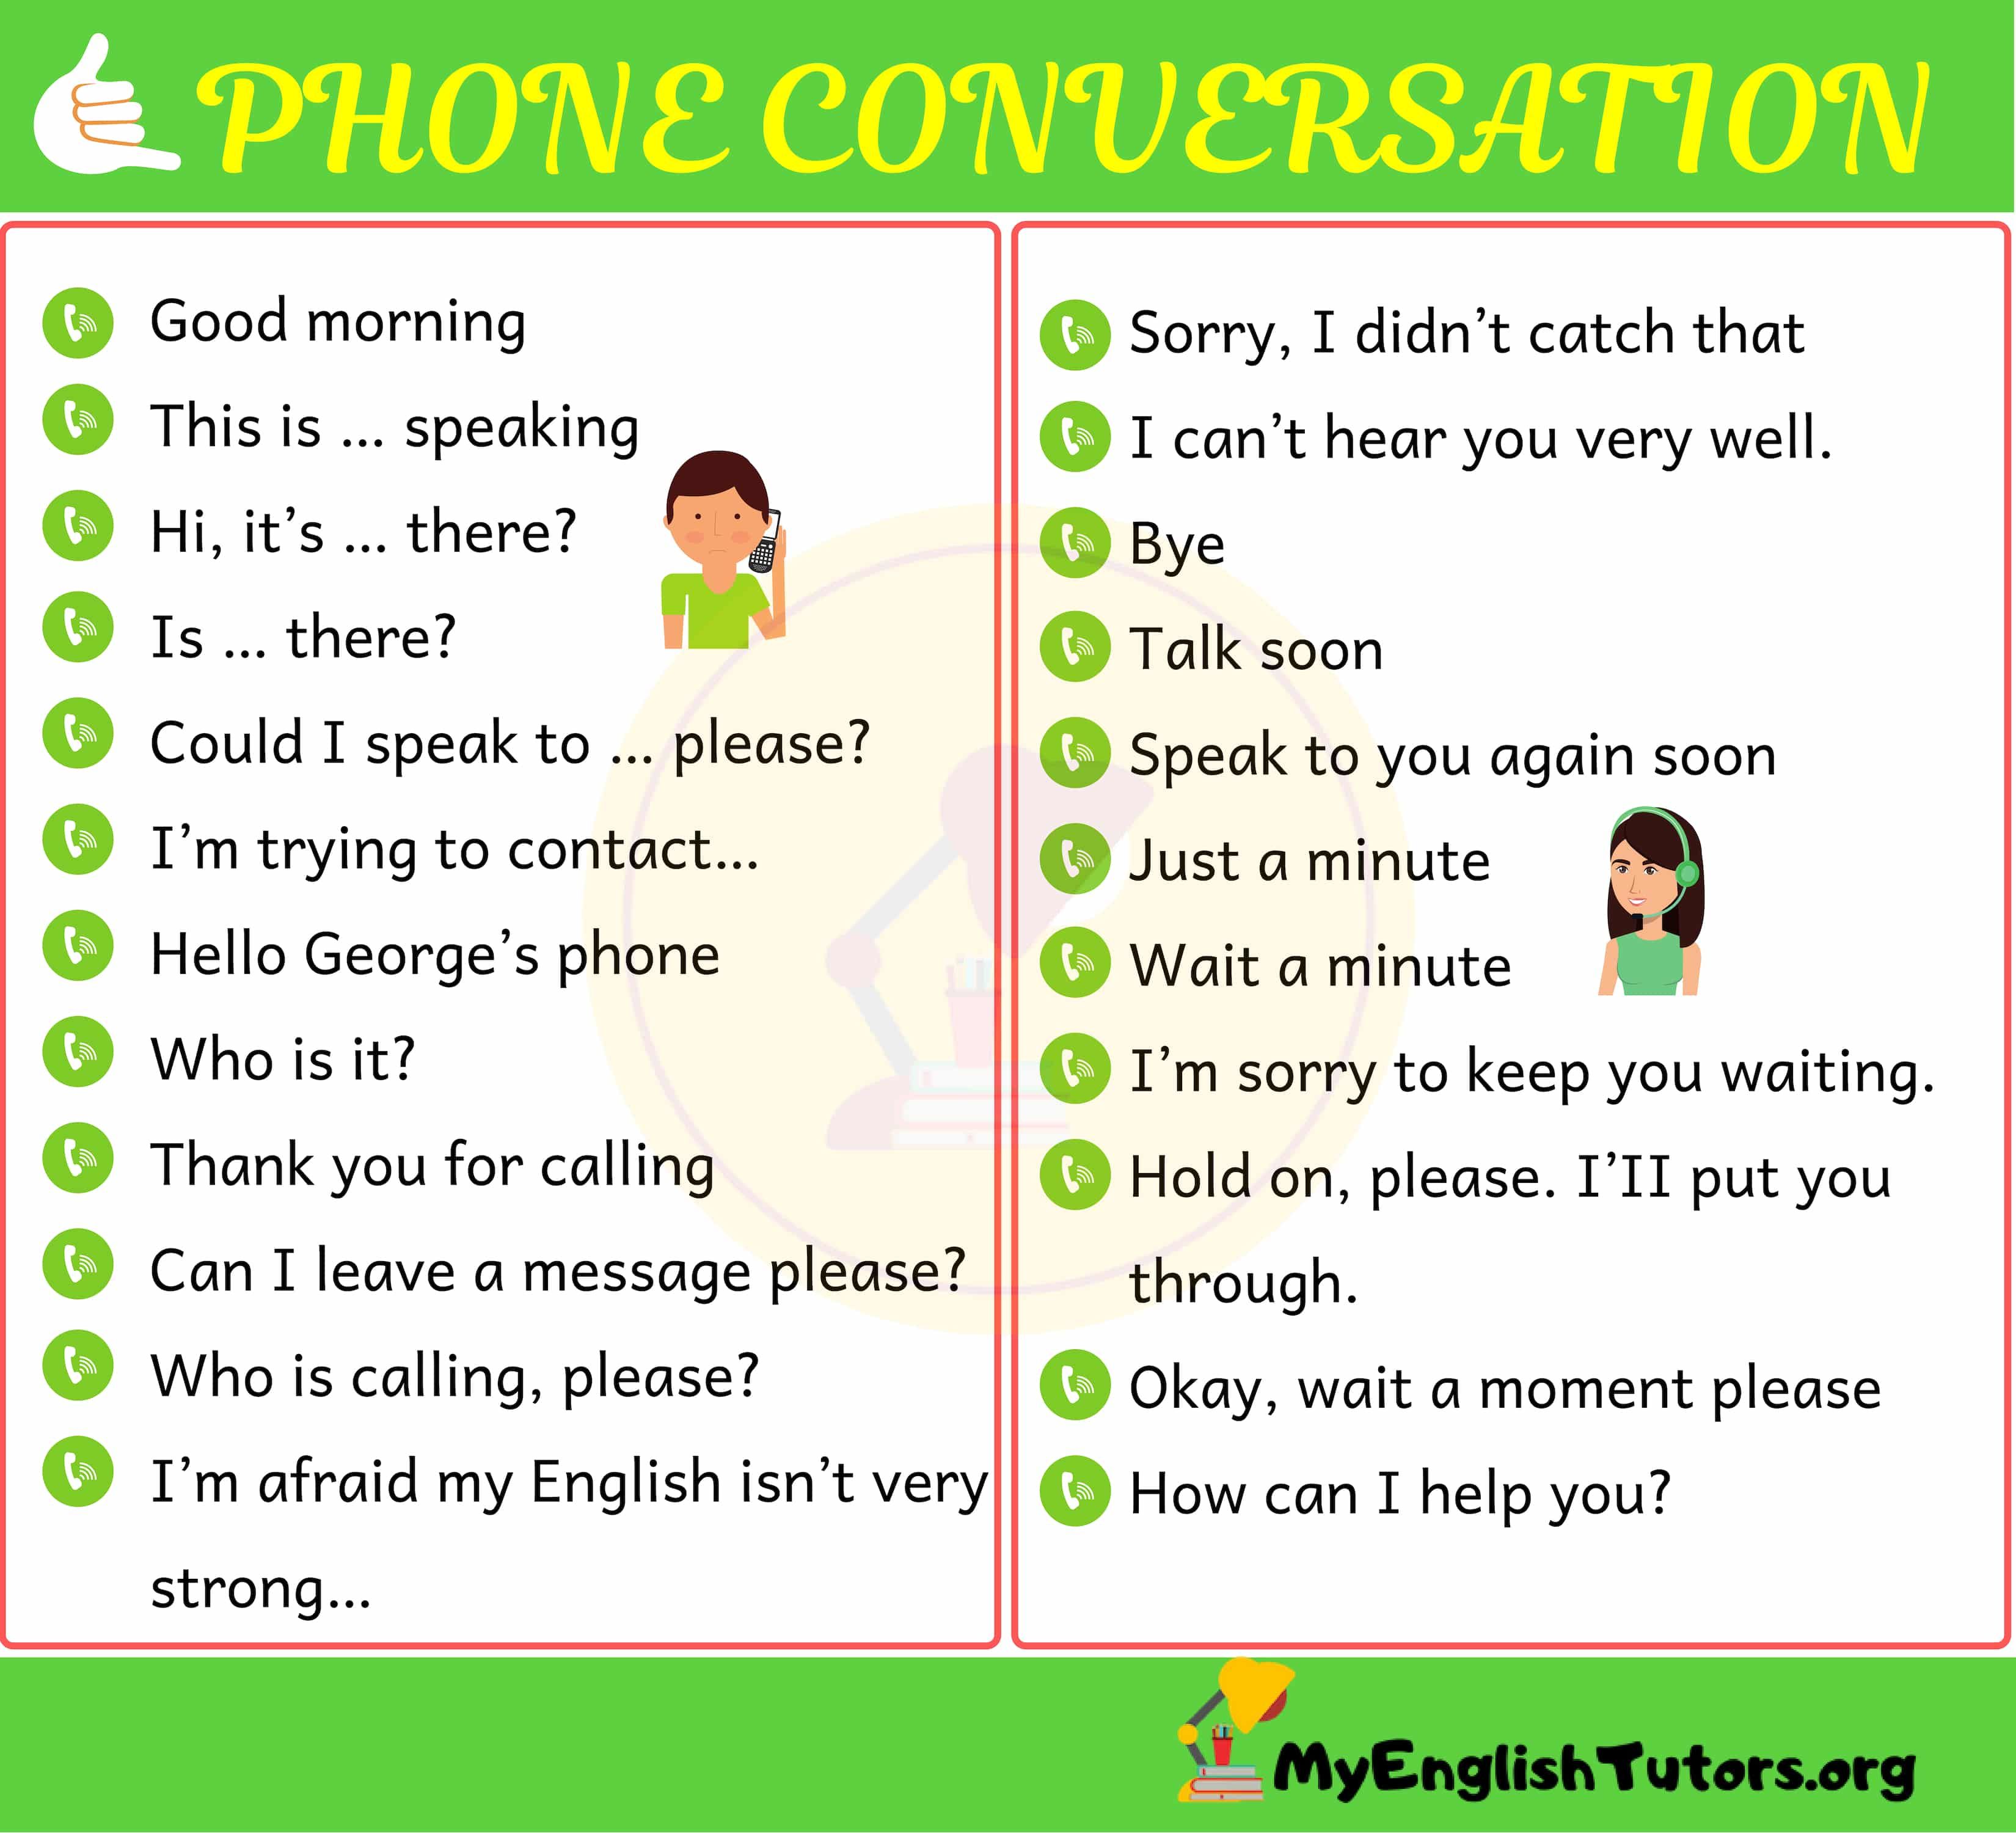 PHONE CONVERSATION
Good morning
This is ... speaking
Hi, it’s ... there?
Is ... there?
Could I speak to ... please?
I’m trying to contact...
Hello George’s phone
Who is it?
Thank you for calling
Can I leave a message please?
Who is calling, please?
I’m afraid my English isn’t very
strong...
Sorry, I didn’t catch that
I can’t hear you very well.
Bye
Talk soon
Speak to you again soon
Just a minute
Wait a minute
I’m sorry to keep you waiting.
Hold on, please. I’II put you
through.
Okay, wait a moment please
How can I help you?
MyEnglishTutors.org